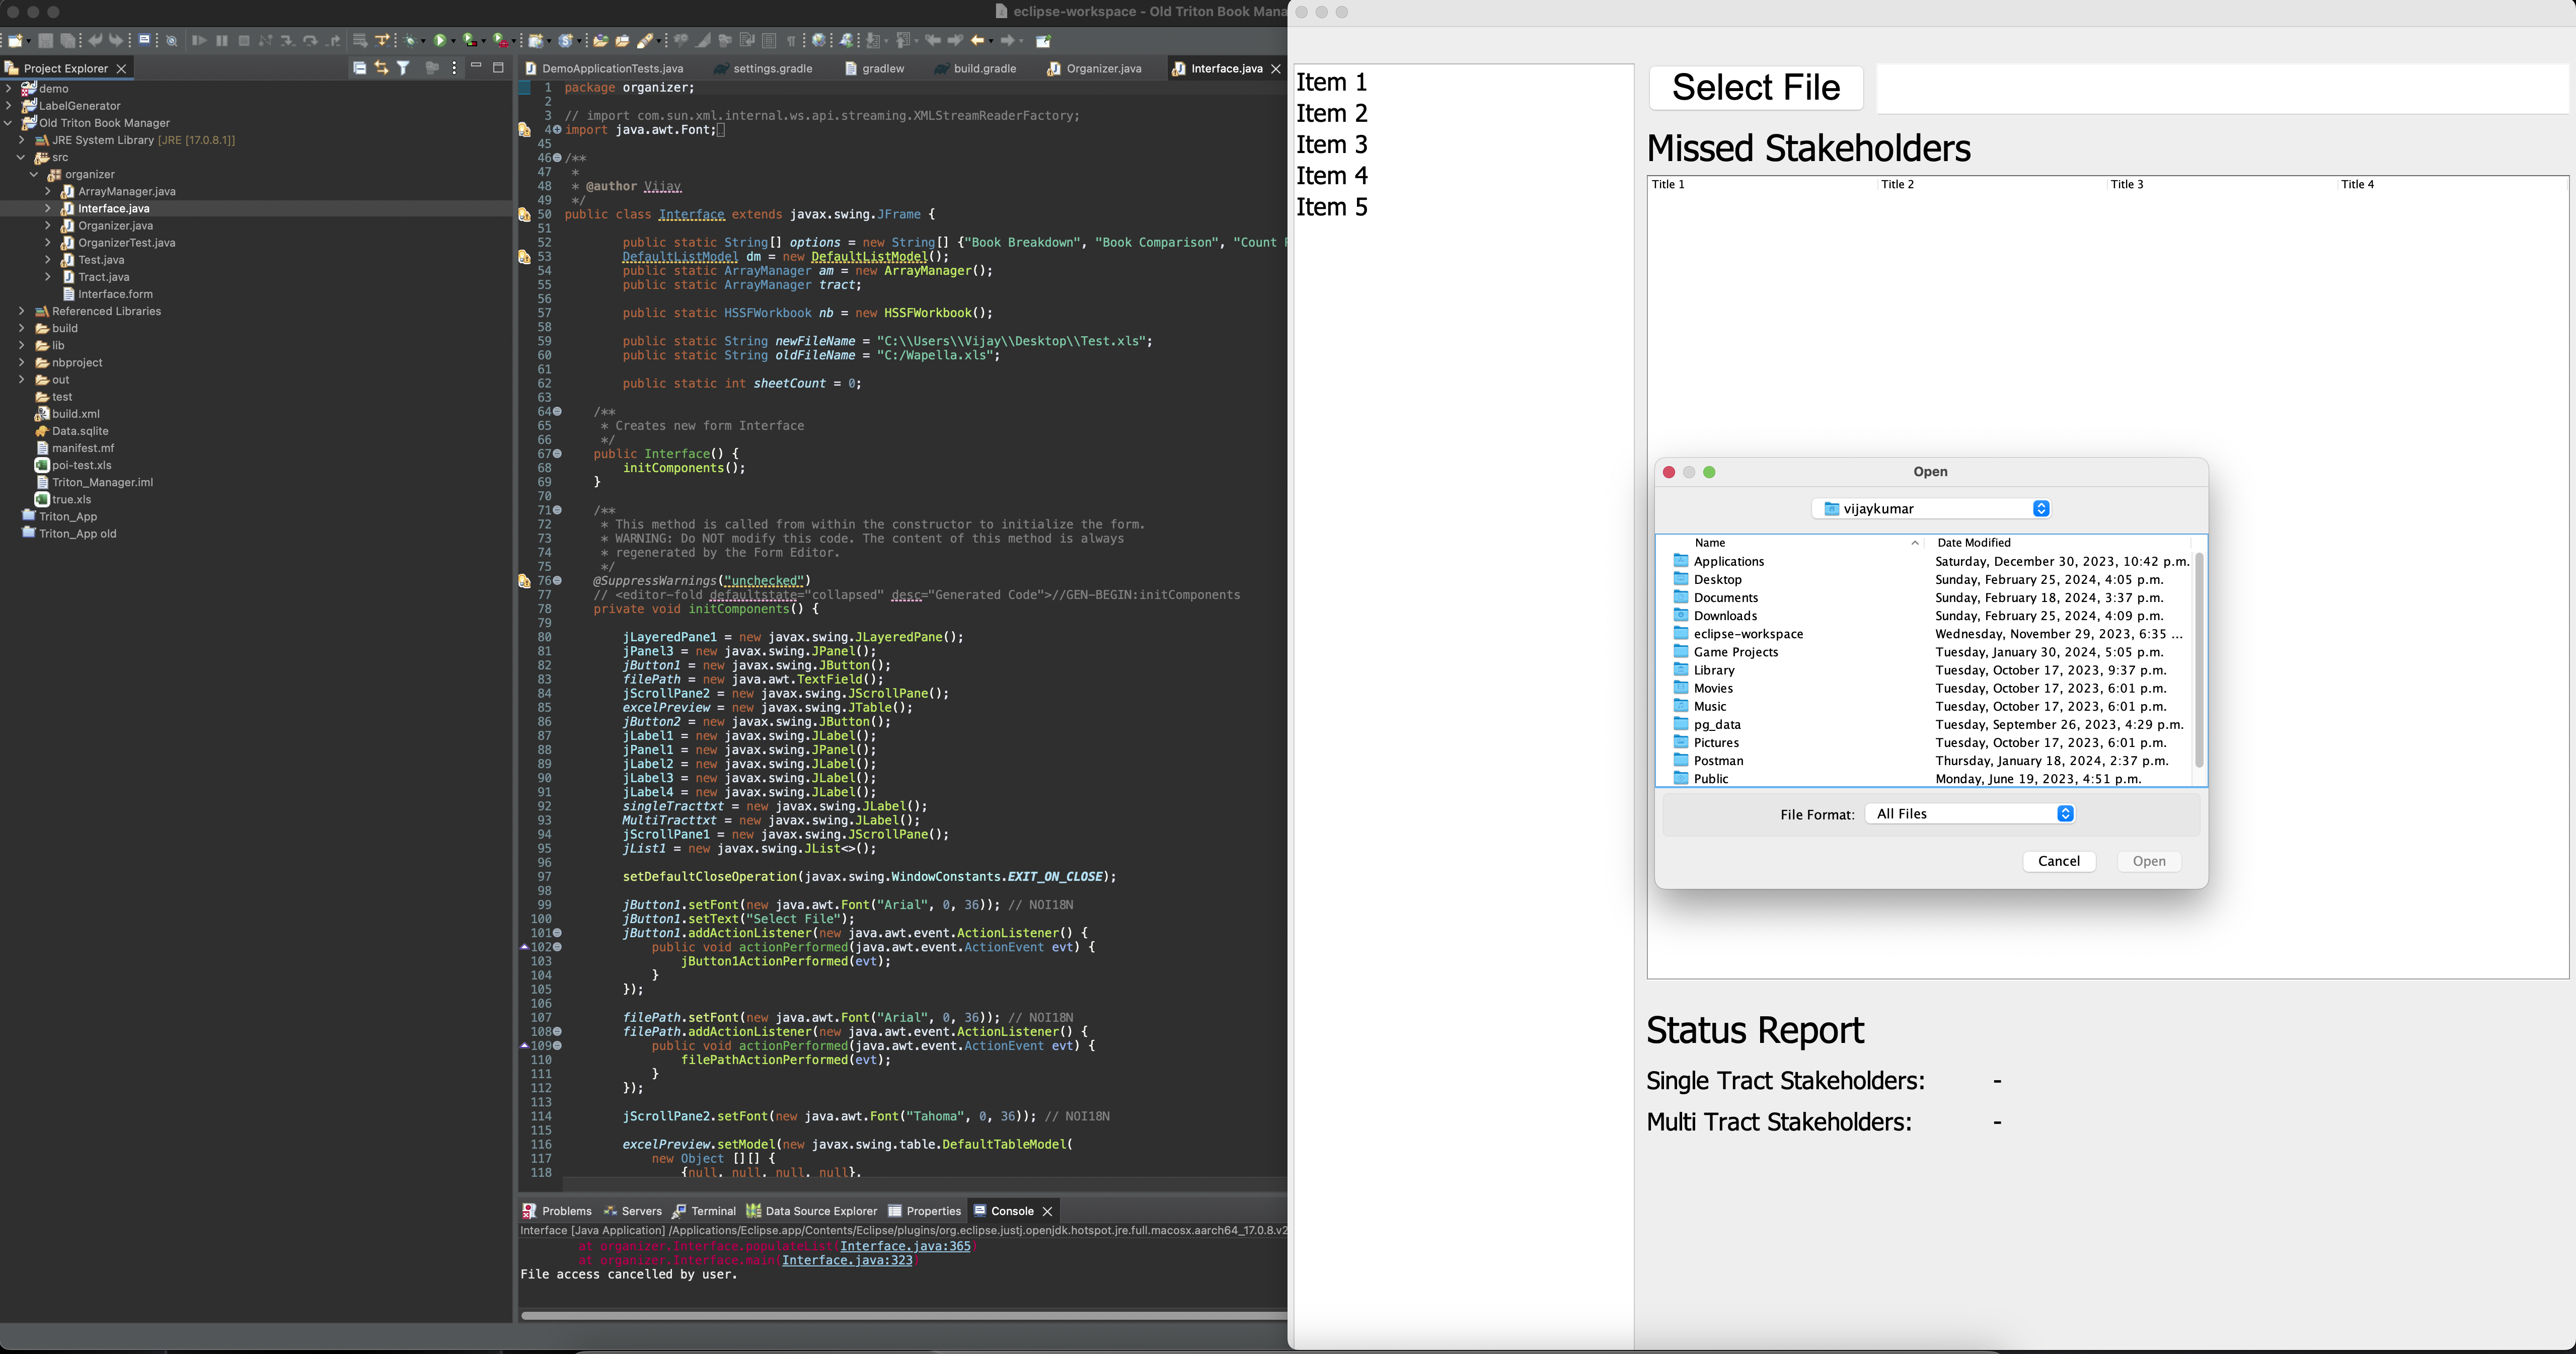 eclipse-workspace - Old Triton Book Mana
Project Explorer
demo
LabelGenerator
Old Triton Book Manager
JRE System Library [JRE [17.0.8.1]]
src
organizer
ArrayManager.java
Interface.java
Organizer.java
OrganizerTest.java
Test.java
Tract.java
Interface.form
Referenced Libraries
build
lib
nbproject
out
test
build.xml
Data.sqlite
manifest.mf
poi-test.xls
Triton_Manager.iml
true.xls
Triton_App
Triton_App old
DemoApplicationTests.java settings.gradle gradlew build.gradle Organizer.java Interface.java
1 package organizer;
2
3 // import com.sun.xml.internal.ws.api.streaming.XMLStreamReaderFactory;
4 import java.awt.Font;
45
46 /**
47 *
48 * @author Vijay
49 */
50 public class Interface extends javax.swing.JFrame {
51
52 public static String[] options = new String[] {"Book Breakdown", "Book Comparison", "Count
53 DefaultListModel dm = new DefaultListModel();
54 public static ArrayManager am = new ArrayManager();
55 public static ArrayManager tract;
56
57 public static HSSFWorkbook nb = new HSSFWorkbook();
58
59 public static String newFileName = "C:\\Users\\Vijay\\Desktop\\Test.xls";
60 public static String oldFileName = "C:/Wapella.xls";
61
62 public static int sheetCount = 0;
63
64 /**
65 * Creates new form Interface
66 */
67 public Interface() {
68 initComponents();
69 }
70
71 /**
72 * This method is called from within the constructor to initialize the form.
73 * WARNING: Do NOT modify this code. The content of this method is always
74 * regenerated by the Form Editor.
75 */
76 @SuppressWarnings("unchecked")
77 // <editor-fold defaultstate="collapsed" desc="Generated Code">//GEN-BEGIN:initComponents
78 private void initComponents() {
79
80 jLayeredPane1 = new javax.swing.JLayeredPane();
81 jPanel3 = new javax.swing.JPanel();
82 jButton1 = new javax.swing.JButton();
83 filePath = new java.awt.TextField();
84 jScrollPane2 = new javax.swing.JScrollPane();
85 excelPreview = new javax.swing.JTable();
86 jButton2 = new javax.swing.JButton();
87 jLabel1 = new javax.swing.JLabel();
88 jPanel1 = new javax.swing.JPanel();
89 jLabel2 = new javax.swing.JLabel();
90 jLabel3 = new javax.swing.JLabel();
91 jLabel4 = new javax.swing.JLabel();
92 singleTracttxt = new javax.swing.JLabel();
93 MultiTracttxt = new javax.swing.JLabel();
94 jScrollPane1 = new javax.swing.JScrollPane();
95 jList1 = new javax.swing.JList<>();
96
97 setDefaultCloseOperation(javax.swing.WindowConstants.EXIT_ON_CLOSE);
98
99 jButton1.setFont(new java.awt.Font("Arial", 0, 36)); // NOI18N
100 jButton1.setText("Select File");
101 jButton1.addActionListener(new java.awt.event.ActionListener() {
102 public void actionPerformed(java.awt.event.ActionEvent evt) {
103 jButton1ActionPerformed(evt);
104 }
105 });
106
107 filePath.setFont(new java.awt.Font("Arial", 0, 36)); // NOI18N
108 filePath.addActionListener(new java.awt.event.ActionListener() {
109 public void actionPerformed(java.awt.event.ActionEvent evt) {
110 filePathActionPerformed(evt);
111 }
112 });
113
114 jScrollPane2.setFont(new java.awt.Font("Tahoma", 0, 36)); // NOI18N
115
116 excelPreview.setModel(new javax.swing.table.DefaultTableModel(
117 new Object [][] {
118 {null, null, null, null},
Problems Servers Terminal Data Source Explorer Properties Console
Interface [Java Application] /Applications/Eclipse.app/Contents/Eclipse/plugins/org.eclipse.justj.openjdk.hotspot.jre.full.macosx.aarch64_17.0.8.v2
at organizer.Interface.populateList(Interface.java:365)
at organizer.Interface.main(Interface.java:323)
File access cancelled by user.
Item 1
Item 2
Item 3
Item 4
Item 5
Select File
Missed Stakeholders
Title 1 Title 2 Title 3 Title 4
Open
vijaykumar
Name Date Modified
Applications Saturday, December 30, 2023, 10:42 p.m.
Desktop Sunday, February 25, 2024, 4:05 p.m.
Documents Sunday, February 18, 2024, 3:37 p.m.
Downloads Sunday, February 25, 2024, 4:09 p.m.
eclipse-workspace Wednesday, November 29, 2023, 6:35 ...
Game Projects Tuesday, January 30, 2024, 5:05 p.m.
Library Tuesday, October 17, 2023, 9:37 p.m.
Movies Tuesday, October 17, 2023, 6:01 p.m.
Music Tuesday, October 17, 2023, 6:01 p.m.
pg_data Tuesday, September 26, 2023, 4:29 p.m.
Pictures Tuesday, October 17, 2023, 6:01 p.m.
Postman Thursday, January 18, 2024, 2:37 p.m.
Public Monday, June 19, 2023, 4:51 p.m.
File Format: All Files
Cancel Open
Status Report
Single Tract Stakeholders: -
Multi Tract Stakeholders: -